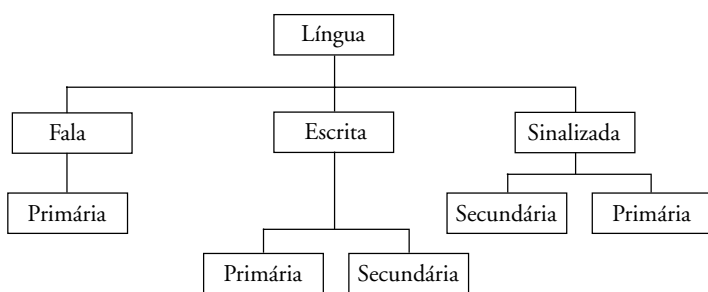 Língua
Fala
Escrita
Sinalizada
Primária
Secundária
Primária
Primária
Secundária